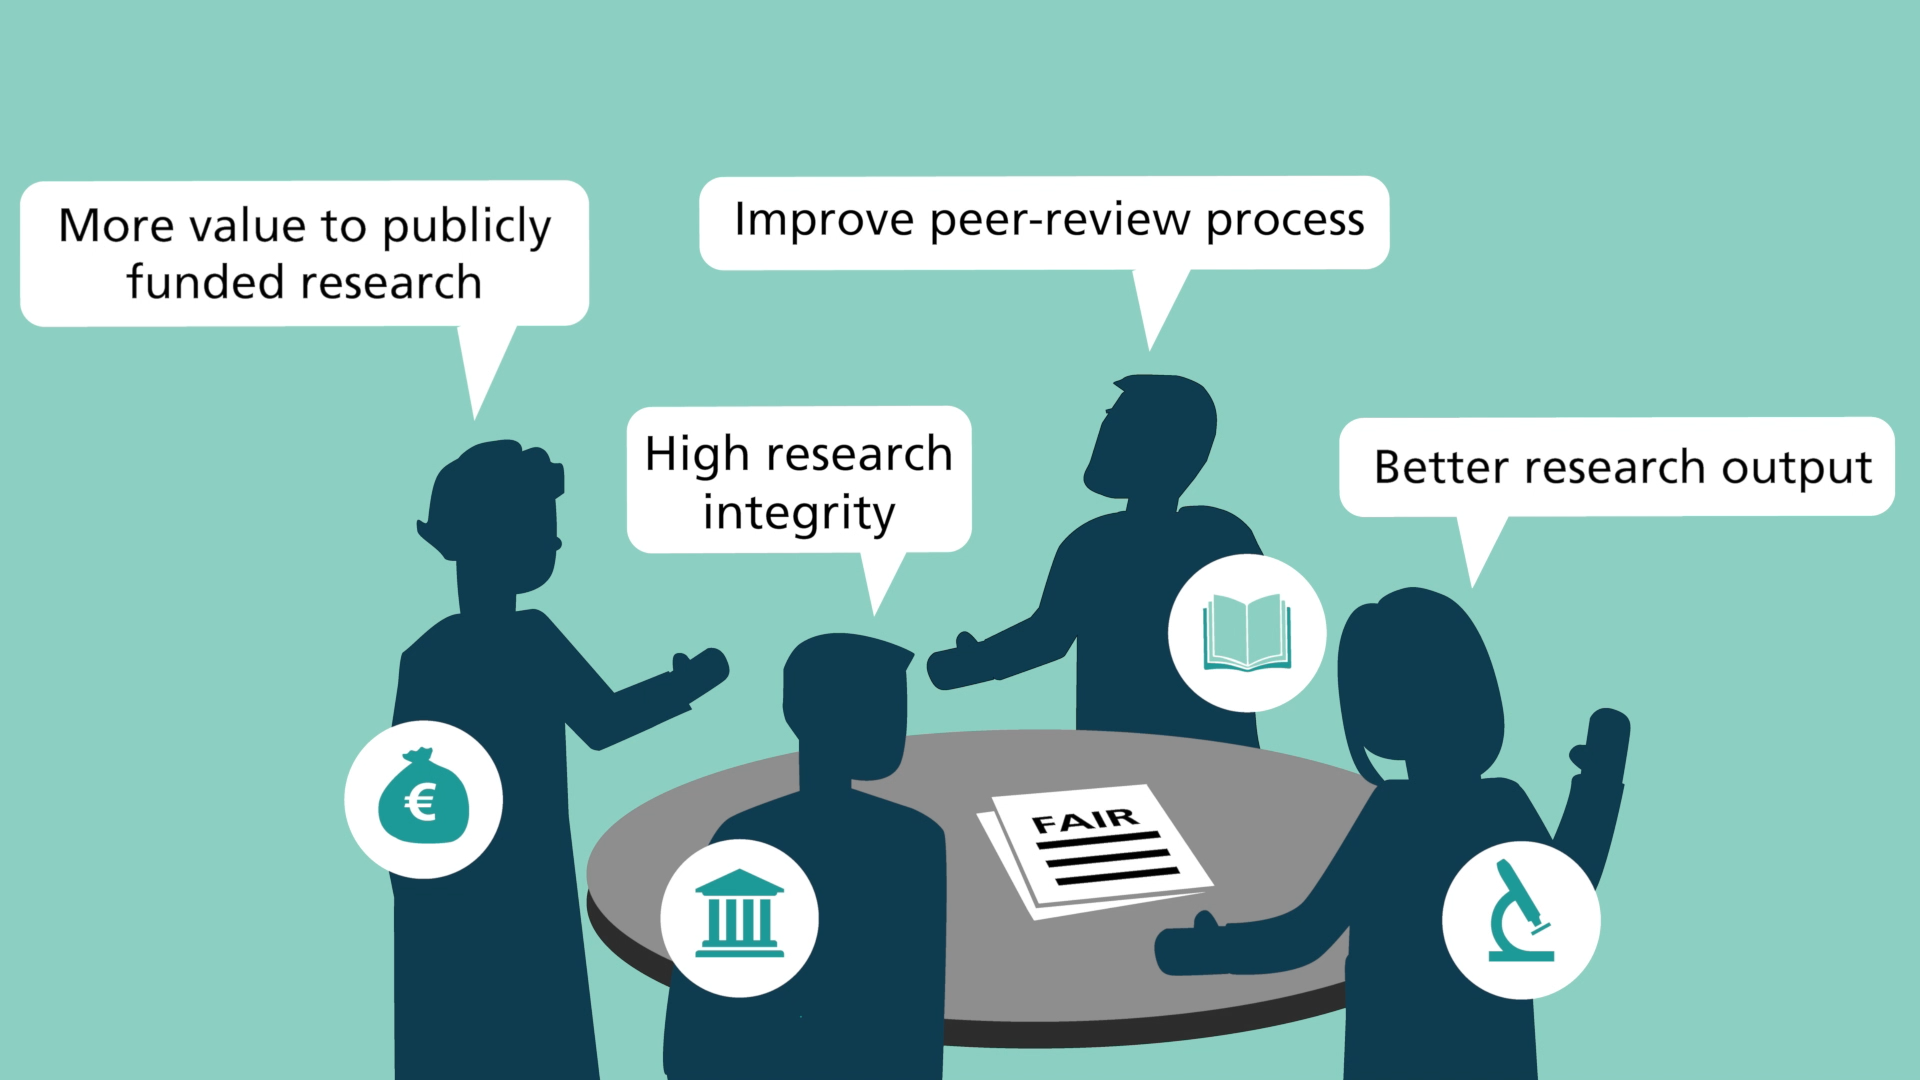 More value to publicly
funded research
Improve peer-review process
High research
integrity
Better research output
€
FAIR